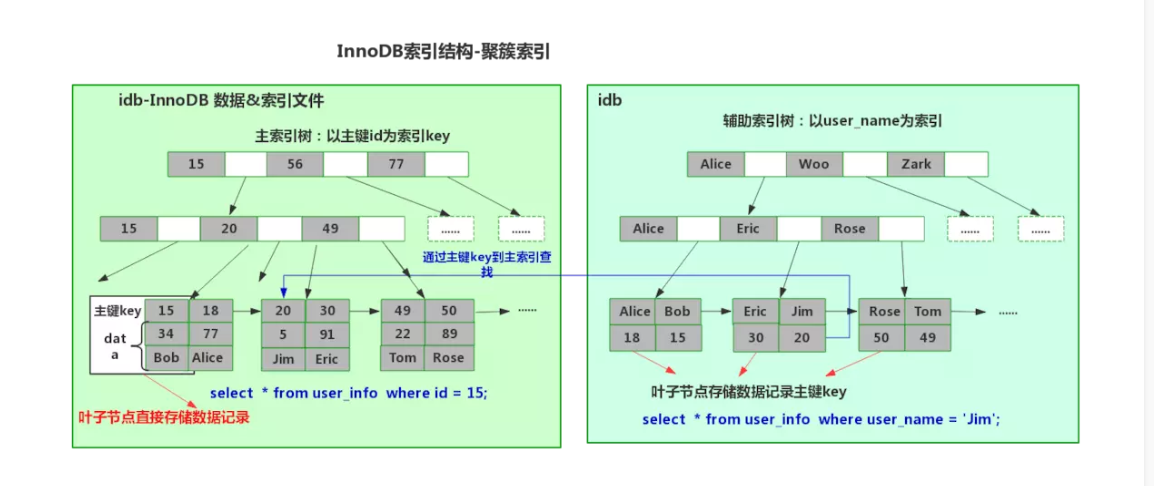 InnoDB索引结构-聚簇索引
idb-InnoDB 数据&索引文件
主索引树：以主键id为索引key
15 56 77
15 20 49 ...... ......
通过主键key到主索引查
找
主键key 15 18 20 30 49 50 ......
dat
a
34 77 5 91 22 89
Bob Alice Jim Eric Tom Rose
select * from user_info where id = 15;
叶子节点直接存储数据记录
idb
辅助索引树：以user_name为索引
Alice Woo Zark
Alice Eric Rose ...... ......
Alice Bob Eric Jim Rose Tom ......
18 15 30 20 50 49
叶子节点存储数据记录主键key
select * from user_info where user_name = 'Jim';